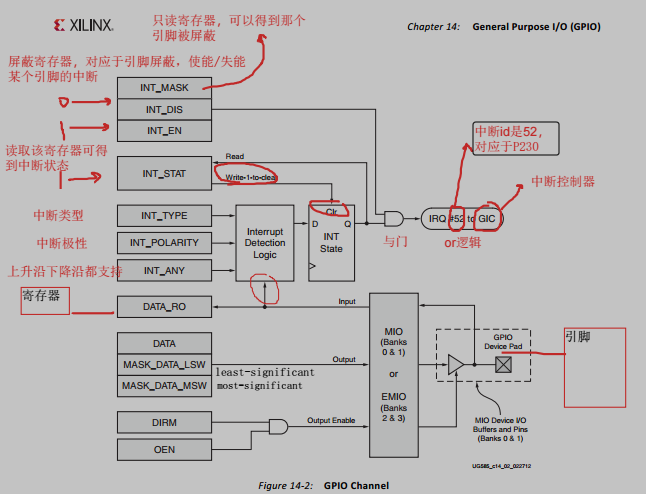 XILINX
只读寄存器，可以得到那个
引脚被屏蔽
Chapter 14: General Purpose I/O (GPIO)
屏蔽寄存器，对应于引脚屏蔽，使能/失能
某个引脚的中断
INT_MASK
INT_DIS
INT_EN
中断id是52，
对应于P230
读取该寄存器可得
到中断状态
INT_STAT
Read
Write-1-to-clear
中断控制器
中断类型
INT_TYPE
中断极性
INT_POLARITY
上升沿下降沿都支持
INT_ANY
Interrupt
Detection
Logic
Clr
D
Q
INT
State
与门
IRQ #52 to GIC
or逻辑
寄存器
DATA_RO
Input
DATA
MASK_DATA_LSW
least-significant
Output
MASK_DATA_MSW
most-significant
DIRM
OEN
Output Enable
MIO
(Banks
0 & 1)
or
EMIO
(Banks
2 & 3)
GPIO
Device Pad
引脚
MIO Device I/O
Buffers and Pins
(Banks 0 & 1)
UG585_c14_02_022712
Figure 14-2: GPIO Channel